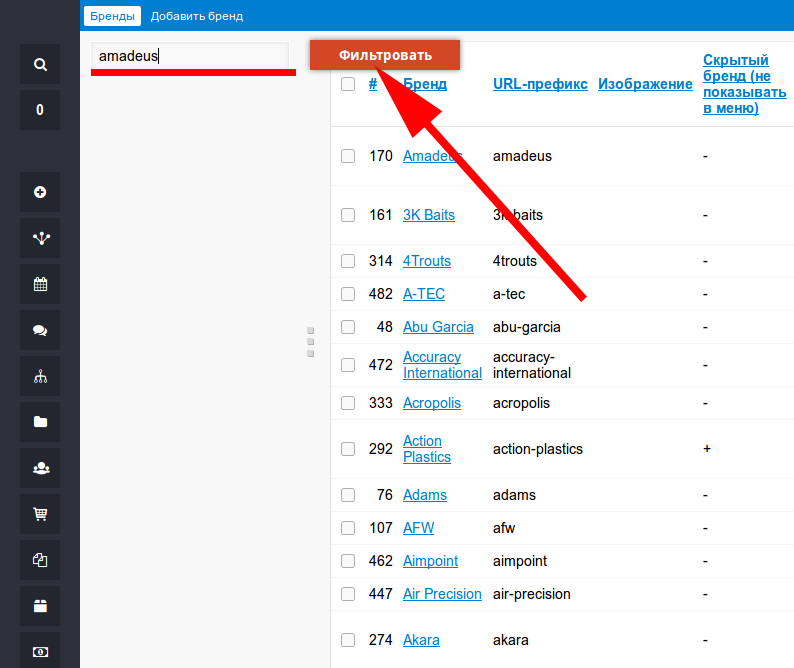 Бренды Добавить бренд
amadeus Фильтровать
0
# Бренд URL-префикс Изображение Скрытый
бренд (не
показывать
в меню)
170 Amadeus amadeus -
161 3K Baits 3k-baits -
314 4Trouts 4trouts -
482 A-TEC a-tec -
48 Abu Garcia abu-garcia -
472 Accuracy International accuracy-international -
333 Acropolis acropolis -
292 Action Plastics action-plastics +
76 Adams adams -
107 AFW afw -
462 Aimpoint aimpoint -
447 Air Precision air-precision -
274 Akara akara -